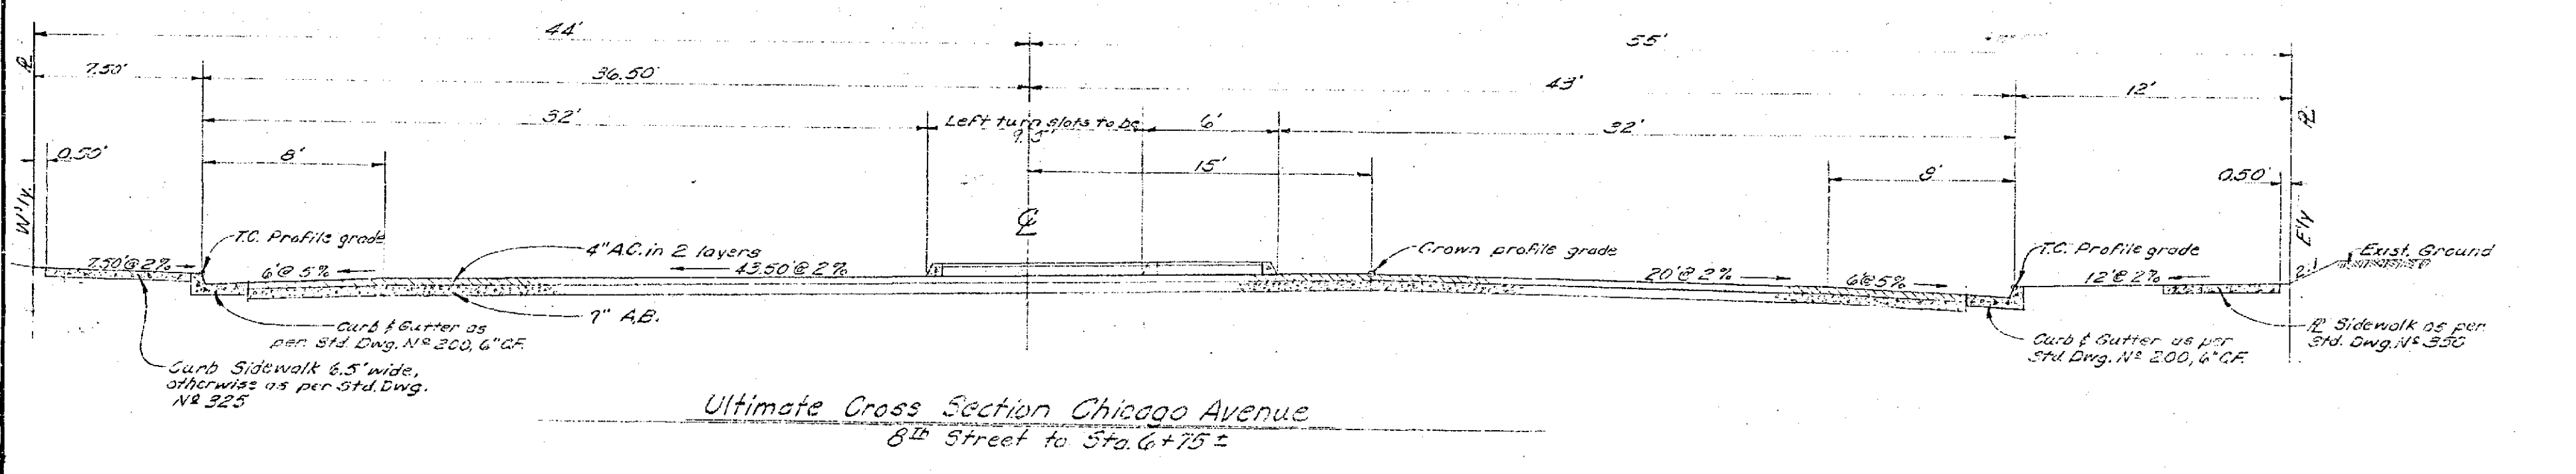 44'
55'
7.50'
36.50'
43'
12'
32'
Left turn slots to be
6'
32'
0.50'
8'
15'
8'
0.50'
W'ly.
℄
E'ly
T.C. Profile grade
4" A.C. in 2 layers
Crown profile grade
T.C. Profile grade
Exist. Ground
7.50' @ 2%
6' @ 5%
43.50' @ 2%
20' @ 2%
6' @ 5%
12' @ 2%
2:1
7" A.B.
Curb & Gutter as
per Std. Dwg. Nº 200, 6" C.F.
Curb Sidewalk 6.5' wide,
otherwise as per Std. Dwg.
Nº 325
Curb & Gutter as per
Std. Dwg. Nº 200, 6" C.F.
Sidewalk as per
Std. Dwg. Nº 350
Ultimate Cross Section Chicago Avenue
8th Street to Sta. 6+75 ±